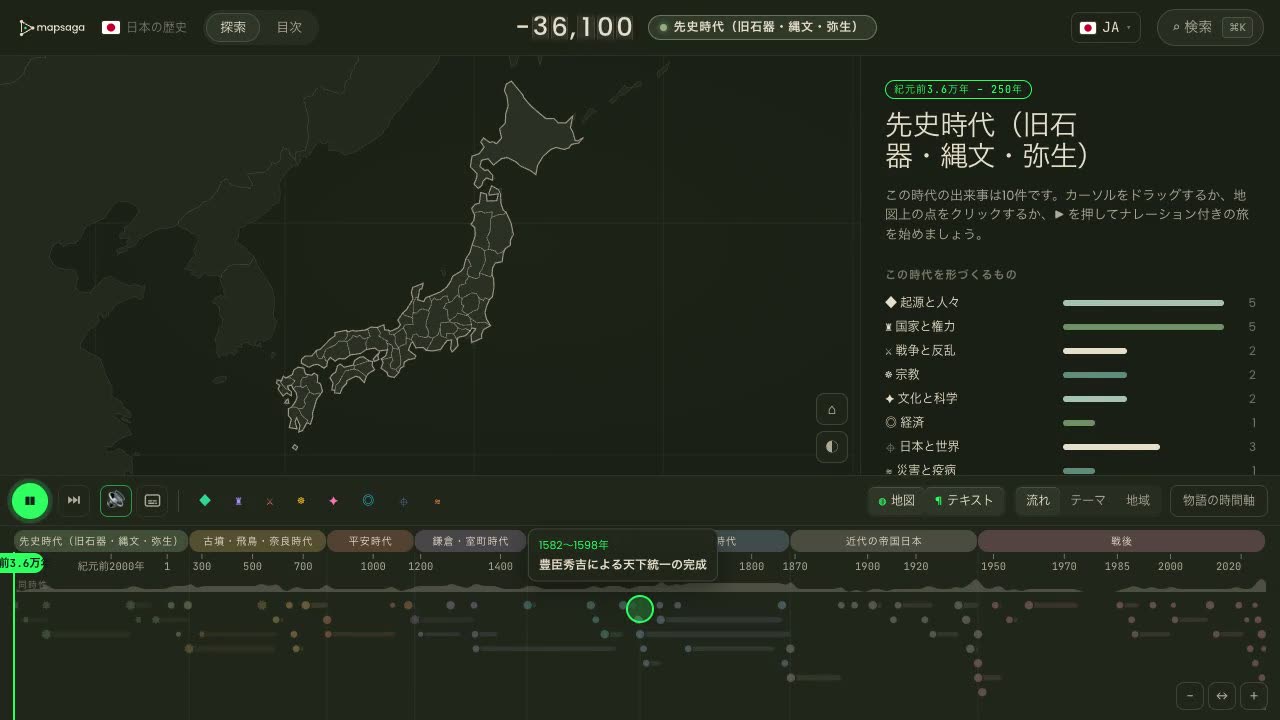 mapsaga
日本の歴史
探索
目次
−36,100
先史時代（旧石器・縄文・弥生）
JA
検索
⌘K
紀元前3.6万年 – 250年
先史時代（旧石
器・縄文・弥生）
この時代の出来事は10件です。カーソルをドラッグするか、地
図上の点をクリックするか、▶ を押してナレーション付きの旅
を始めましょう。
この時代を形づくるもの
起源と人々 5
国家と権力 5
戦争と反乱 2
宗教 2
文化と科学 2
経済 1
日本と世界 3
災害と疫病 1
地図
テキスト
流れ
テーマ
地域
物語の時間軸
先史時代（旧石器・縄文・弥生）
古墳・飛鳥・奈良時代
平安時代
鎌倉・室町時代
時代
近代の帝国日本
戦後
1582〜1598年
豊臣秀吉による天下統一の完成
前3.6万
紀元前2000年 1 300 500 700 1000 1200 1400 1800 1870 1900 1920 1950 1970 1985 2000 2020
同時性